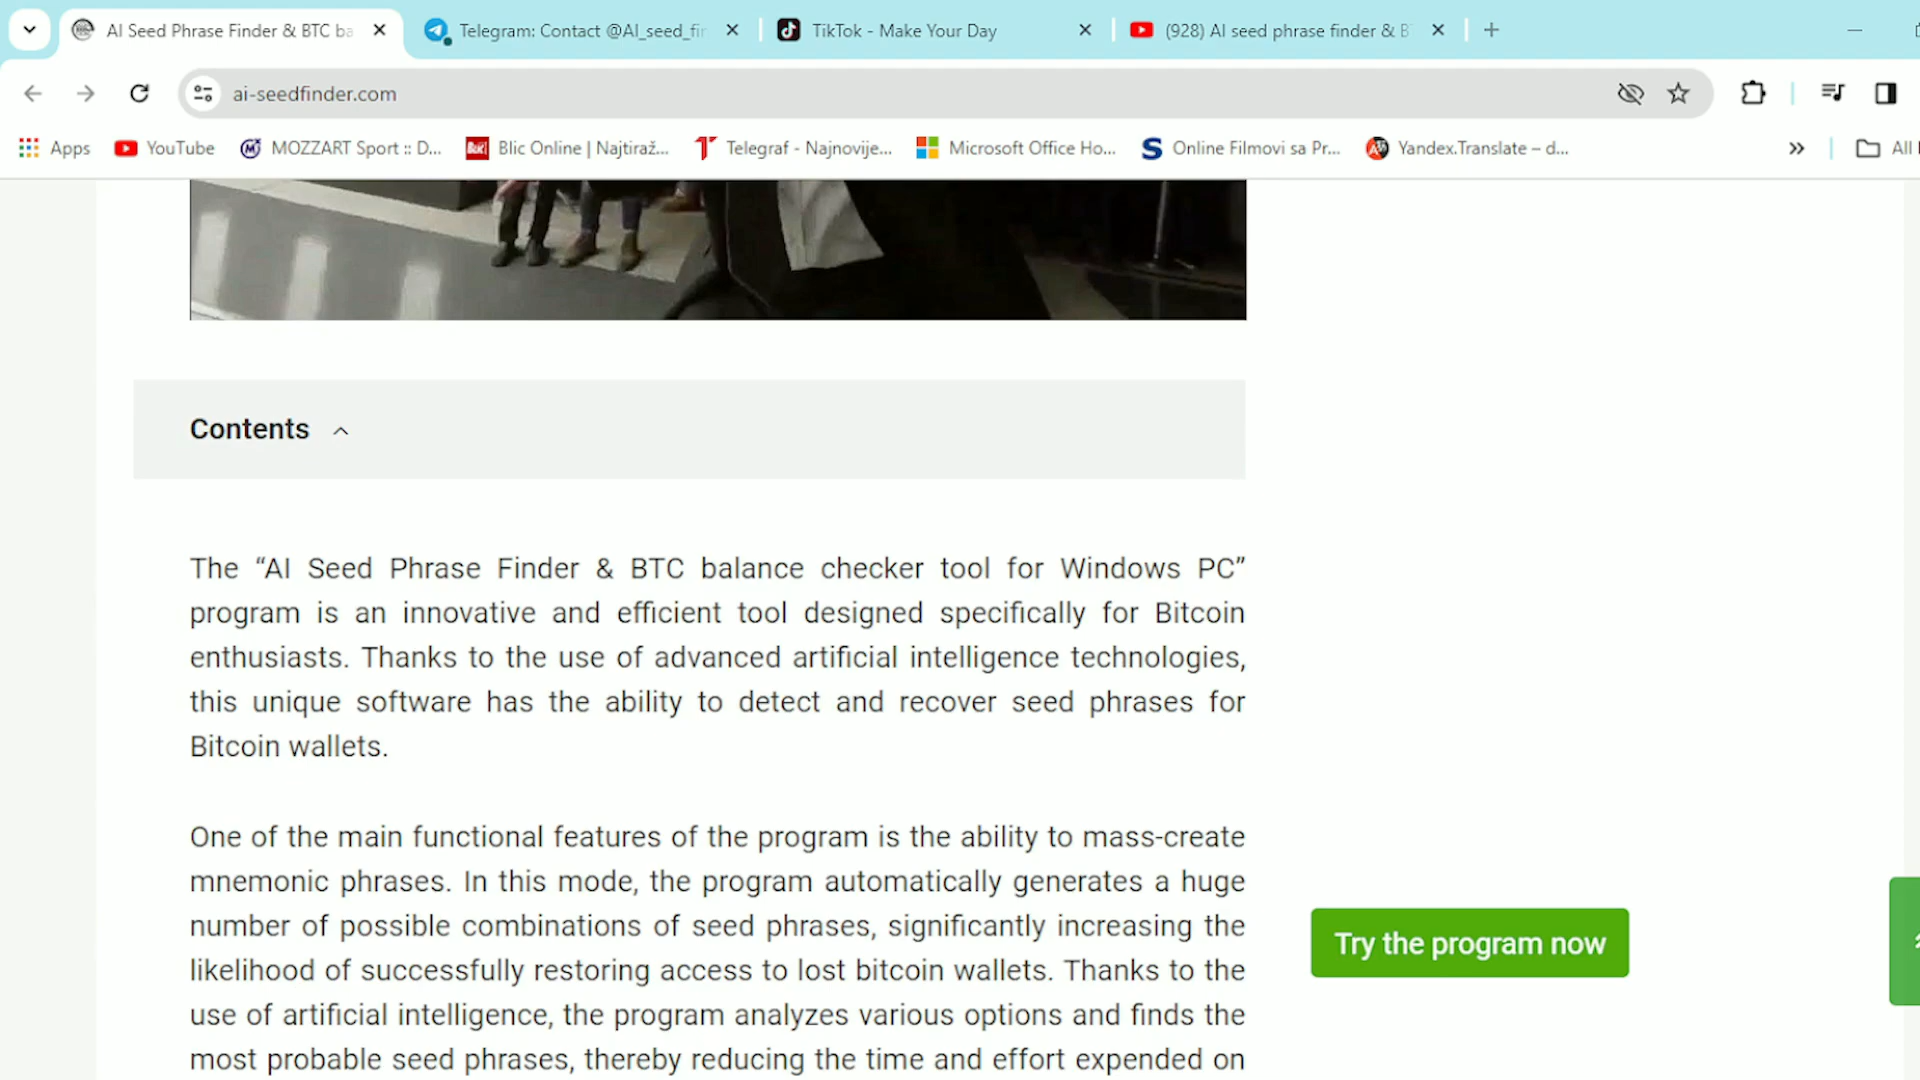 AI Seed Phrase Finder & BTC ba
Telegram: Contact @AI_seed_fir
TikTok - Make Your Day
(928) AI seed phrase finder & B
ai-seedfinder.com
Apps
YouTube
MOZZART Sport :: D...
Blic Online | Najtiraž...
Telegraf - Najnovije...
Microsoft Office Ho...
Online Filmovi sa Pr...
Yandex.Translate – d...
All
Contents
The “AI Seed Phrase Finder & BTC balance checker tool for Windows PC”
program is an innovative and efficient tool designed specifically for Bitcoin
enthusiasts. Thanks to the use of advanced artificial intelligence technologies,
this unique software has the ability to detect and recover seed phrases for
Bitcoin wallets.
One of the main functional features of the program is the ability to mass-create
mnemonic phrases. In this mode, the program automatically generates a huge
number of possible combinations of seed phrases, significantly increasing the
likelihood of successfully restoring access to lost bitcoin wallets. Thanks to the
use of artificial intelligence, the program analyzes various options and finds the
most probable seed phrases, thereby reducing the time and effort expended on
Try the program now